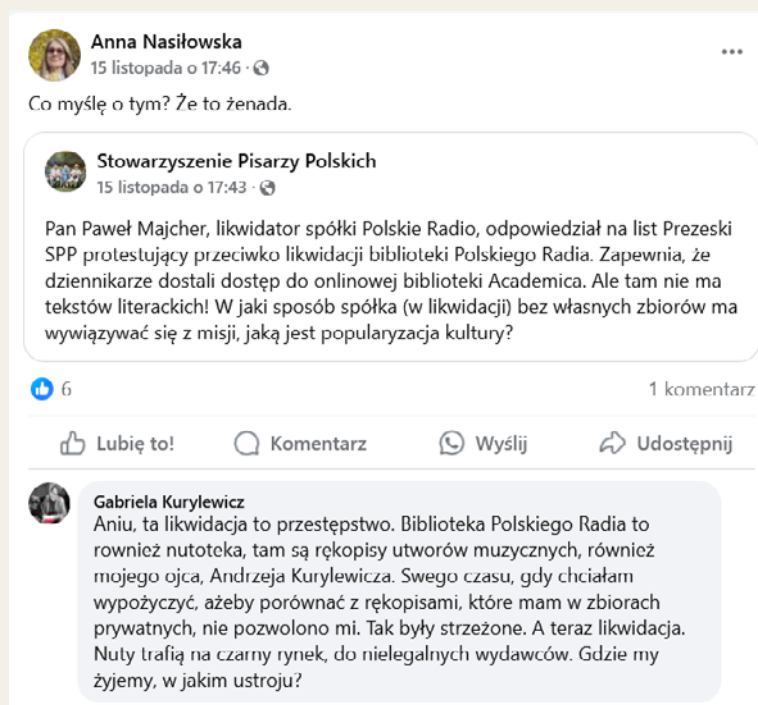 Anna Nasiłowska
15 listopada o 17:46 ·
Co myślę o tym? Że to żenada.
Stowarzyszenie Pisarzy Polskich
15 listopada o 17:43 ·
Pan Paweł Majcher, likwidator spółki Polskie Radio, odpowiedział na list Prezeski
SPP protestujący przeciwko likwidacji biblioteki Polskiego Radia. Zapewnia, że
dziennikarze dostali dostęp do onlinowej biblioteki Academica. Ale tam nie ma
tekstów literackich! W jaki sposób spółka (w likwidacji) bez własnych zbiorów ma
wywiązywać się z misji, jaką jest popularyzacja kultury?
6
1 komentarz
Lubię to!
Komentarz
Wyślij
Udostępnij
Gabriela Kurylewicz
Aniu, ta likwidacja to przestępstwo. Biblioteka Polskiego Radia to
rownież nutoteka, tam są rękopisy utworów muzycznych, również
mojego ojca, Andrzeja Kurylewicza. Swego czasu, gdy chciałam
wypożyczyć, ażeby porównać z rękopisami, które mam w zbiorach
prywatnych, nie pozwolono mi. Tak były strzeżone. A teraz likwidacja.
Nuty trafią na czarny rynek, do nielegalnych wydawców. Gdzie my
żyjemy, w jakim ustroju?